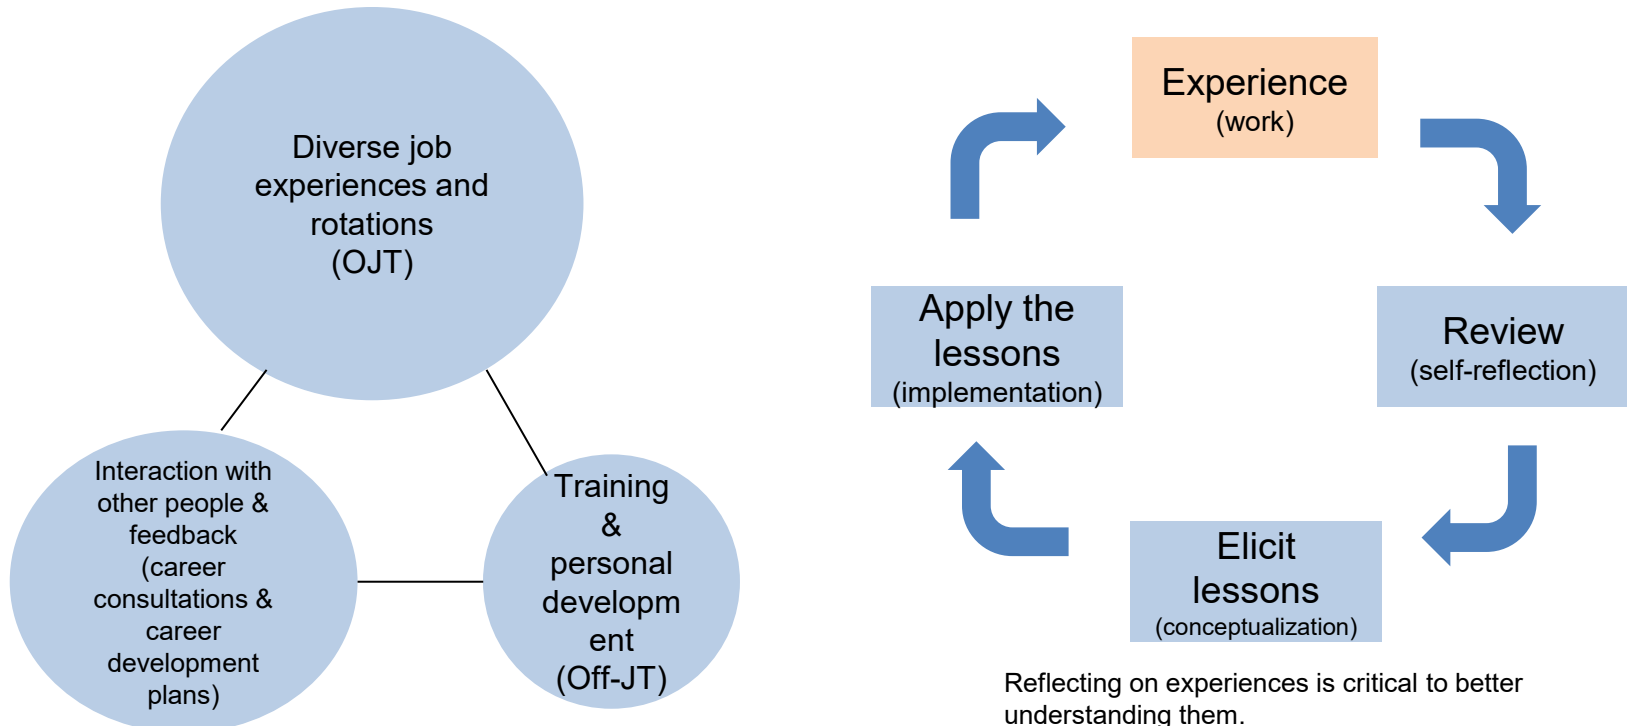 Diverse job
experiences and
rotations
(OJT)
Interaction with
other people &
feedback
(career
consultations &
career
development
plans)
Training
&
personal
developm
ent
(Off-JT)
Experience
(work)
Review
(self-reflection)
Elicit
lessons
(conceptualization)
Apply the
lessons
(implementation)
Reflecting on experiences is critical to better
understanding them.